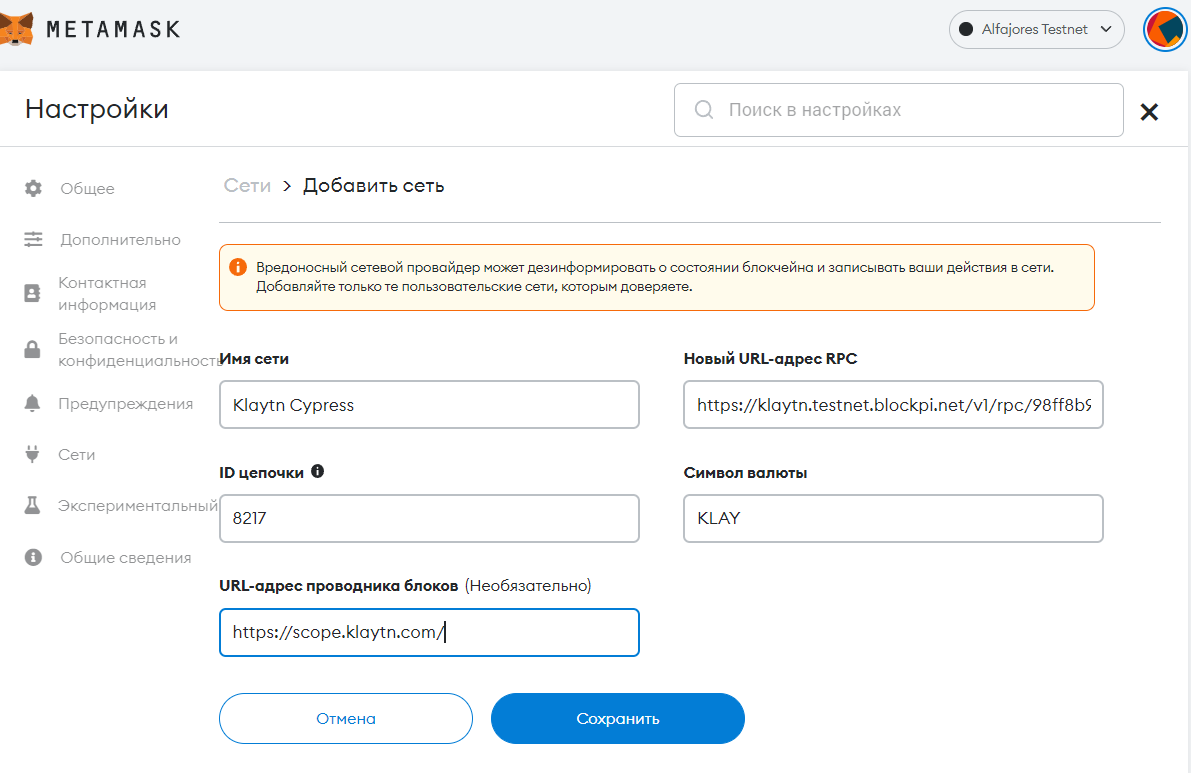 METAMASK
Alfajores Testnet
Настройки
Поиск в настройках
Общее
Дополнительно
Контактная
информация
Безопасность и
конфиденциальность
Предупреждения
Сети
Экспериментальный
Общие сведения
Сети > Добавить сеть
Вредоносный сетевой провайдер может дезинформировать о состоянии блокчейна и записывать ваши действия в сети.
Добавляйте только те пользовательские сети, которым доверяете.
Имя сети
Klaytn Cypress
Новый URL-адрес RPC
https://klaytn.testnet.blockpi.net/v1/rpc/98ff8b9
ID цепочки
8217
Символ валюты
KLAY
URL-адрес проводника блоков (Необязательно)
https://scope.klaytn.com/
Отмена
Сохранить